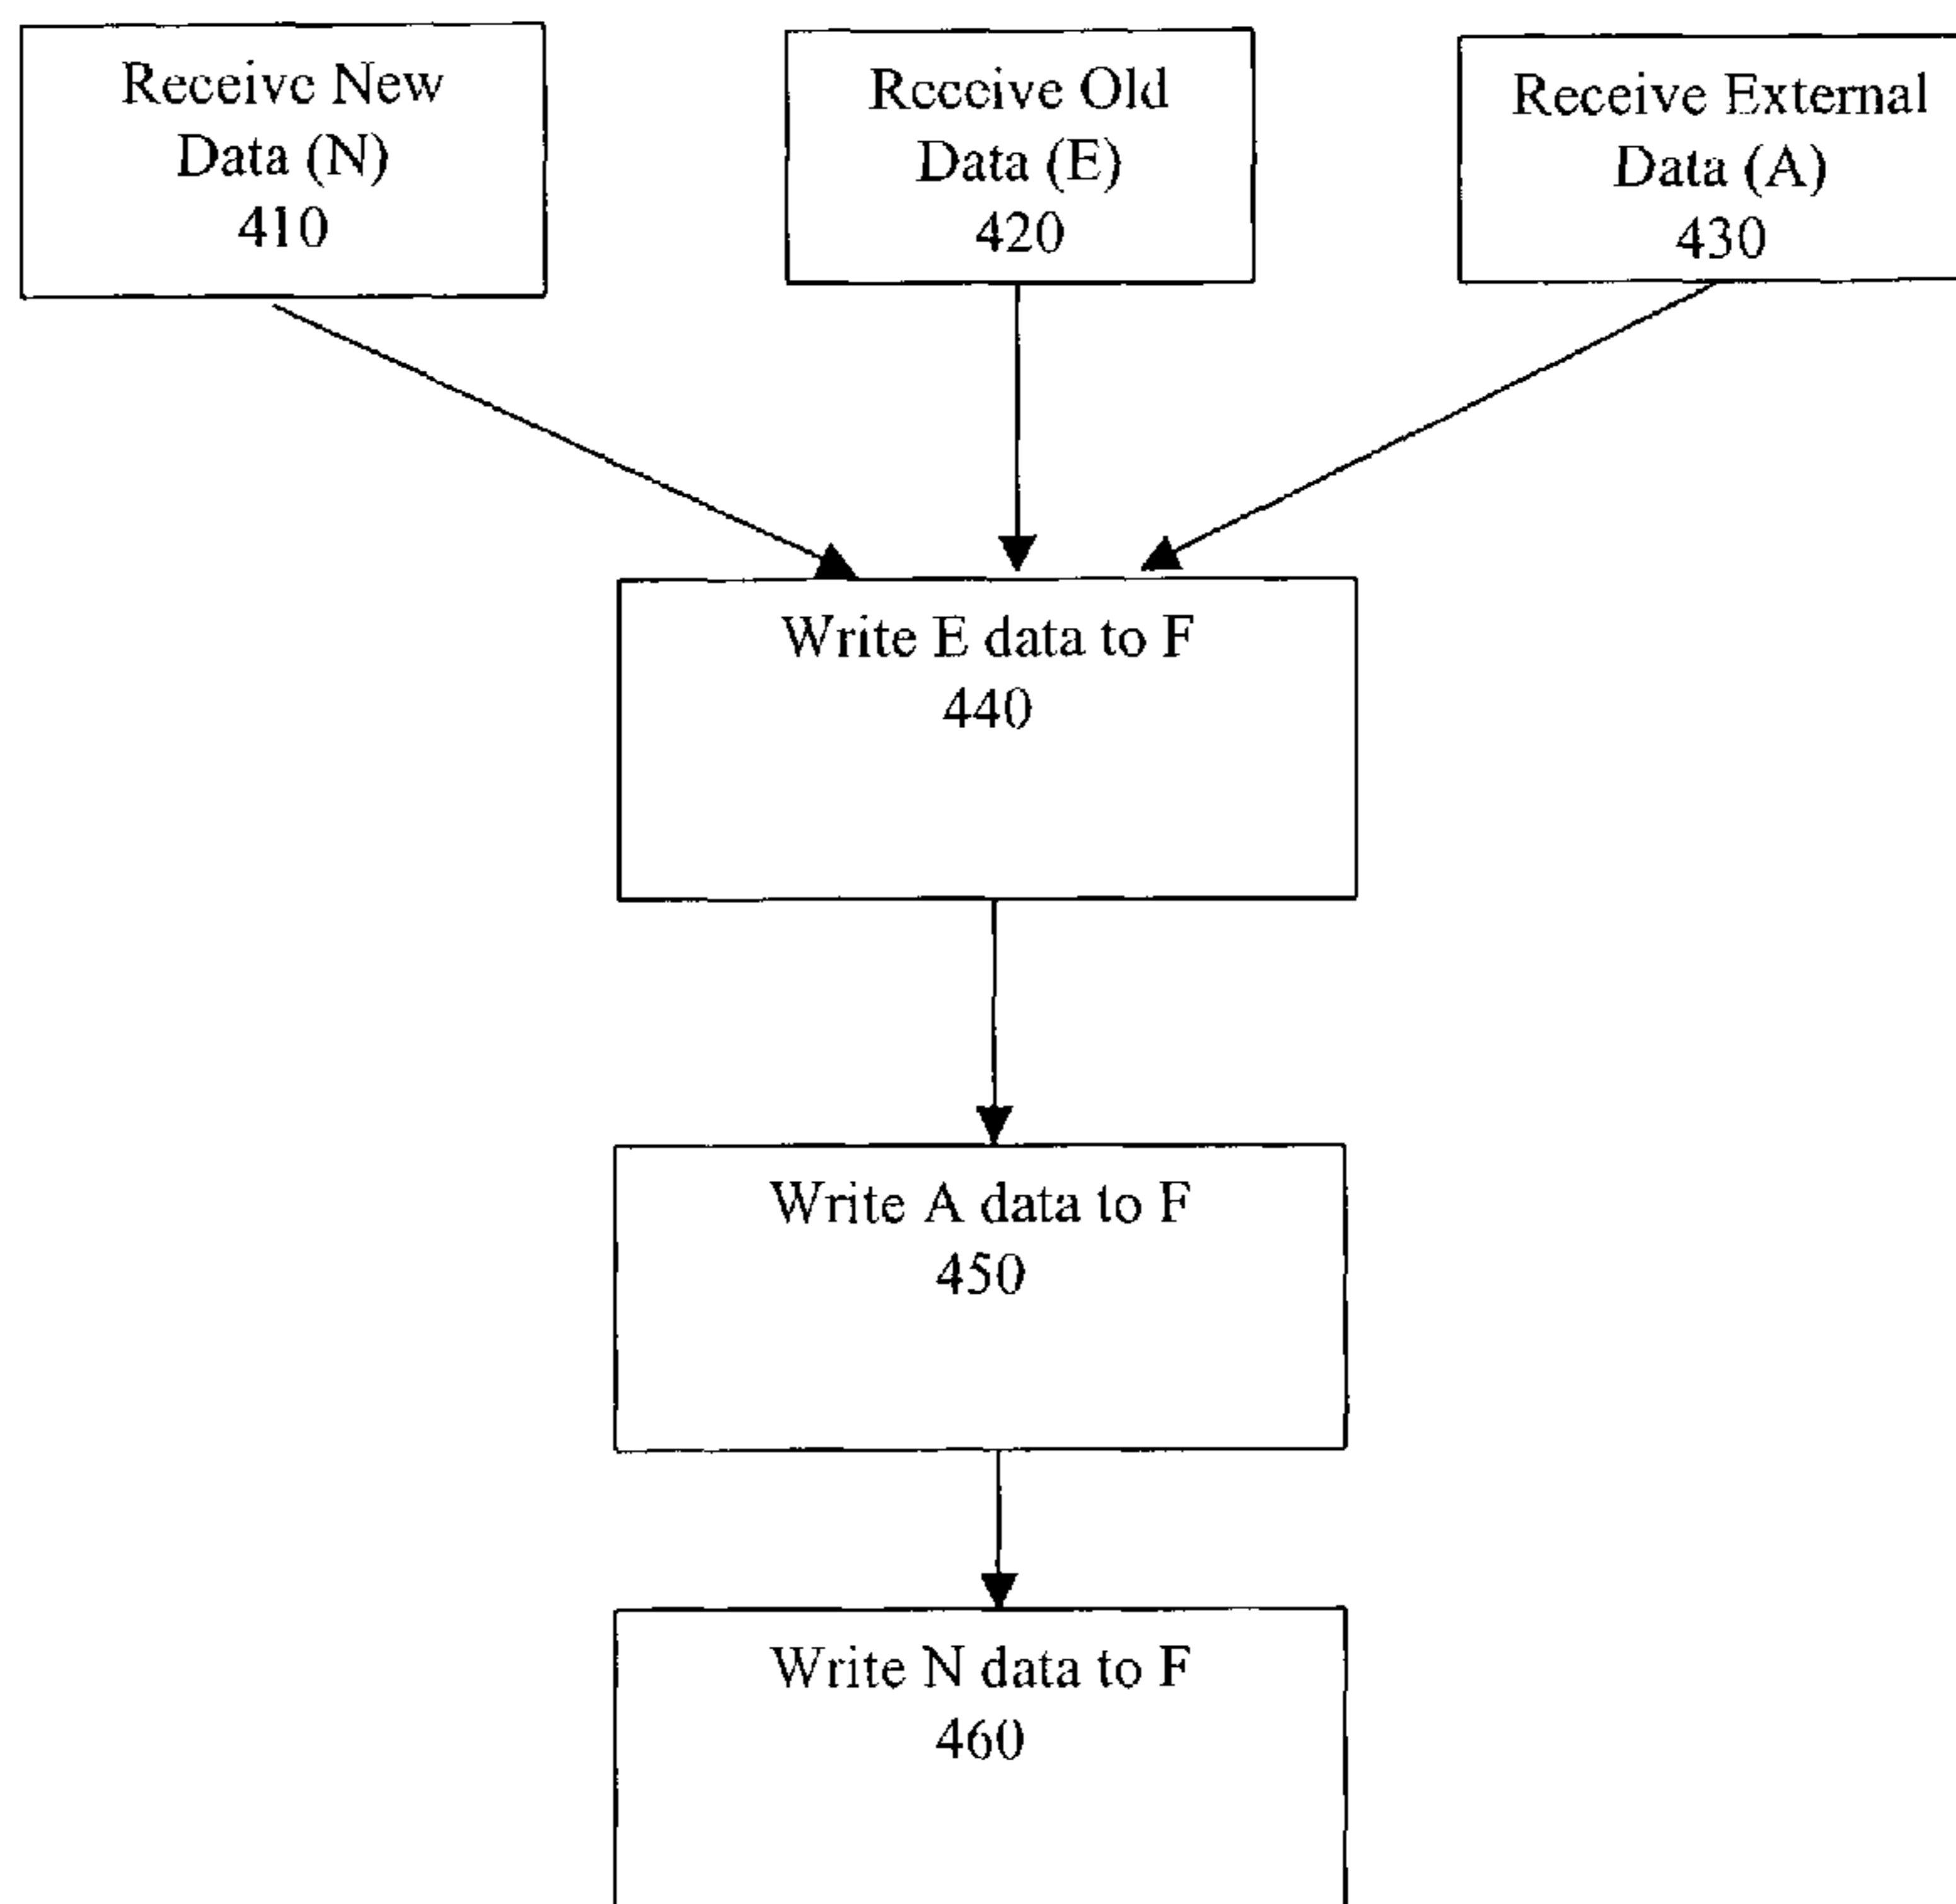 Receive New
Data (N)
410
Receive Old
Data (E)
420
Receive External
Data (A)
430
Write E data to F
440
Write A data to F
450
Write N data to F
460